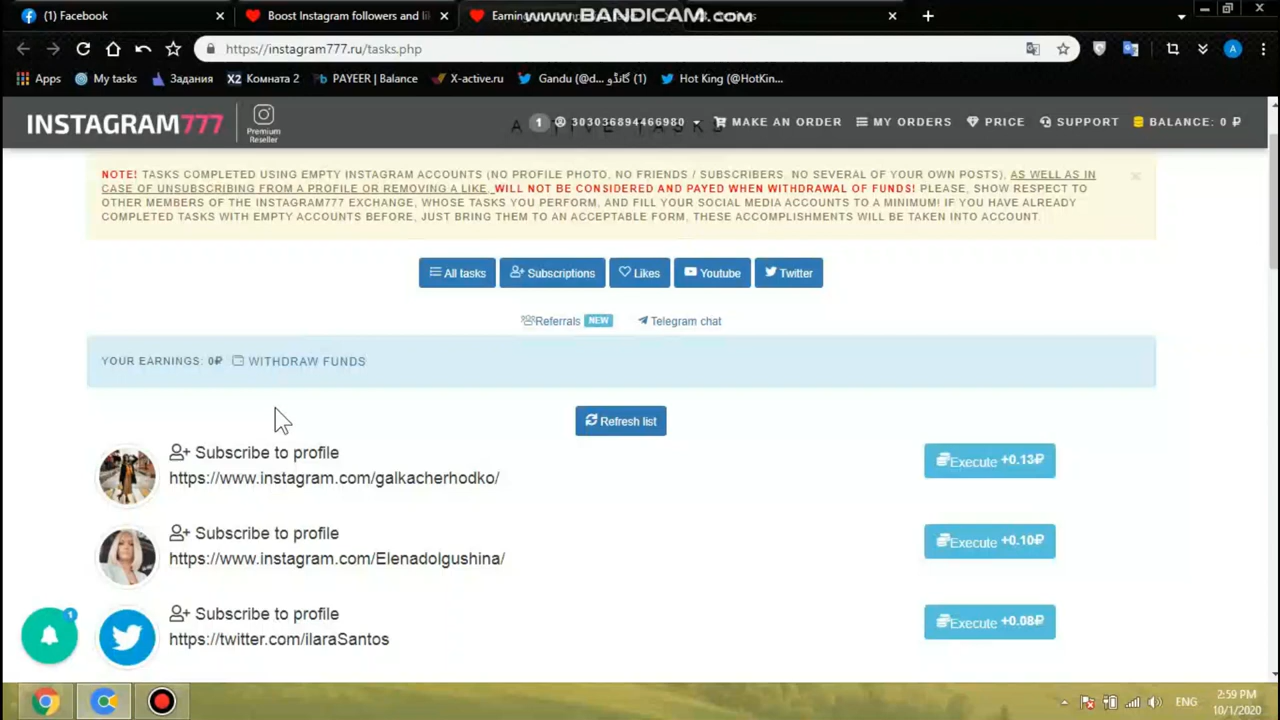 www.BANDICAM.com
(1) Facebook
Boost Instagram followers and li
Earning
https://instagram777.ru/tasks.php
A
Apps
My tasks
Задания
X2 Комната 2
PAYEER | Balance
X-active.ru
Gandu (@d... گانڈو (1)
Hot King (@HotKin...
INSTAGRAM777
Premium
Reseller
ACTIVE TASKS
1
303036894466980
MAKE AN ORDER
MY ORDERS
PRICE
SUPPORT
BALANCE: 0 ₽
NOTE! TASKS COMPLETED USING EMPTY INSTAGRAM ACCOUNTS (NO PROFILE PHOTO, NO FRIENDS / SUBSCRIBERS. NO SEVERAL OF YOUR OWN POSTS), AS WELL AS IN
CASE OF UNSUBSCRIBING FROM A PROFILE OR REMOVING A LIKE, WILL NOT BE CONSIDERED AND PAYED WHEN WITHDRAWAL OF FUNDS! PLEASE, SHOW RESPECT TO
OTHER MEMBERS OF THE INSTAGRAM777 EXCHANGE, WHOSE TASKS YOU PERFORM, AND FILL YOUR SOCIAL MEDIA ACCOUNTS TO A MINIMUM! IF YOU HAVE ALREADY
COMPLETED TASKS WITH EMPTY ACCOUNTS BEFORE, JUST BRING THEM TO AN ACCEPTABLE FORM, THESE ACCOMPLISHMENTS WILL BE TAKEN INTO ACCOUNT.
All tasks
Subscriptions
Likes
Youtube
Twitter
Referrals NEW
Telegram chat
YOUR EARNINGS: 0₽ WITHDRAW FUNDS
Refresh list
Subscribe to profile
https://www.instagram.com/galkacherhodko/
Execute +0.13₽
Subscribe to profile
https://www.instagram.com/Elenadolgushina/
Execute +0.10₽
Subscribe to profile
https://twitter.com/ilaraSantos
Execute +0.08₽
1
ENG
2:59 PM
10/1/2020